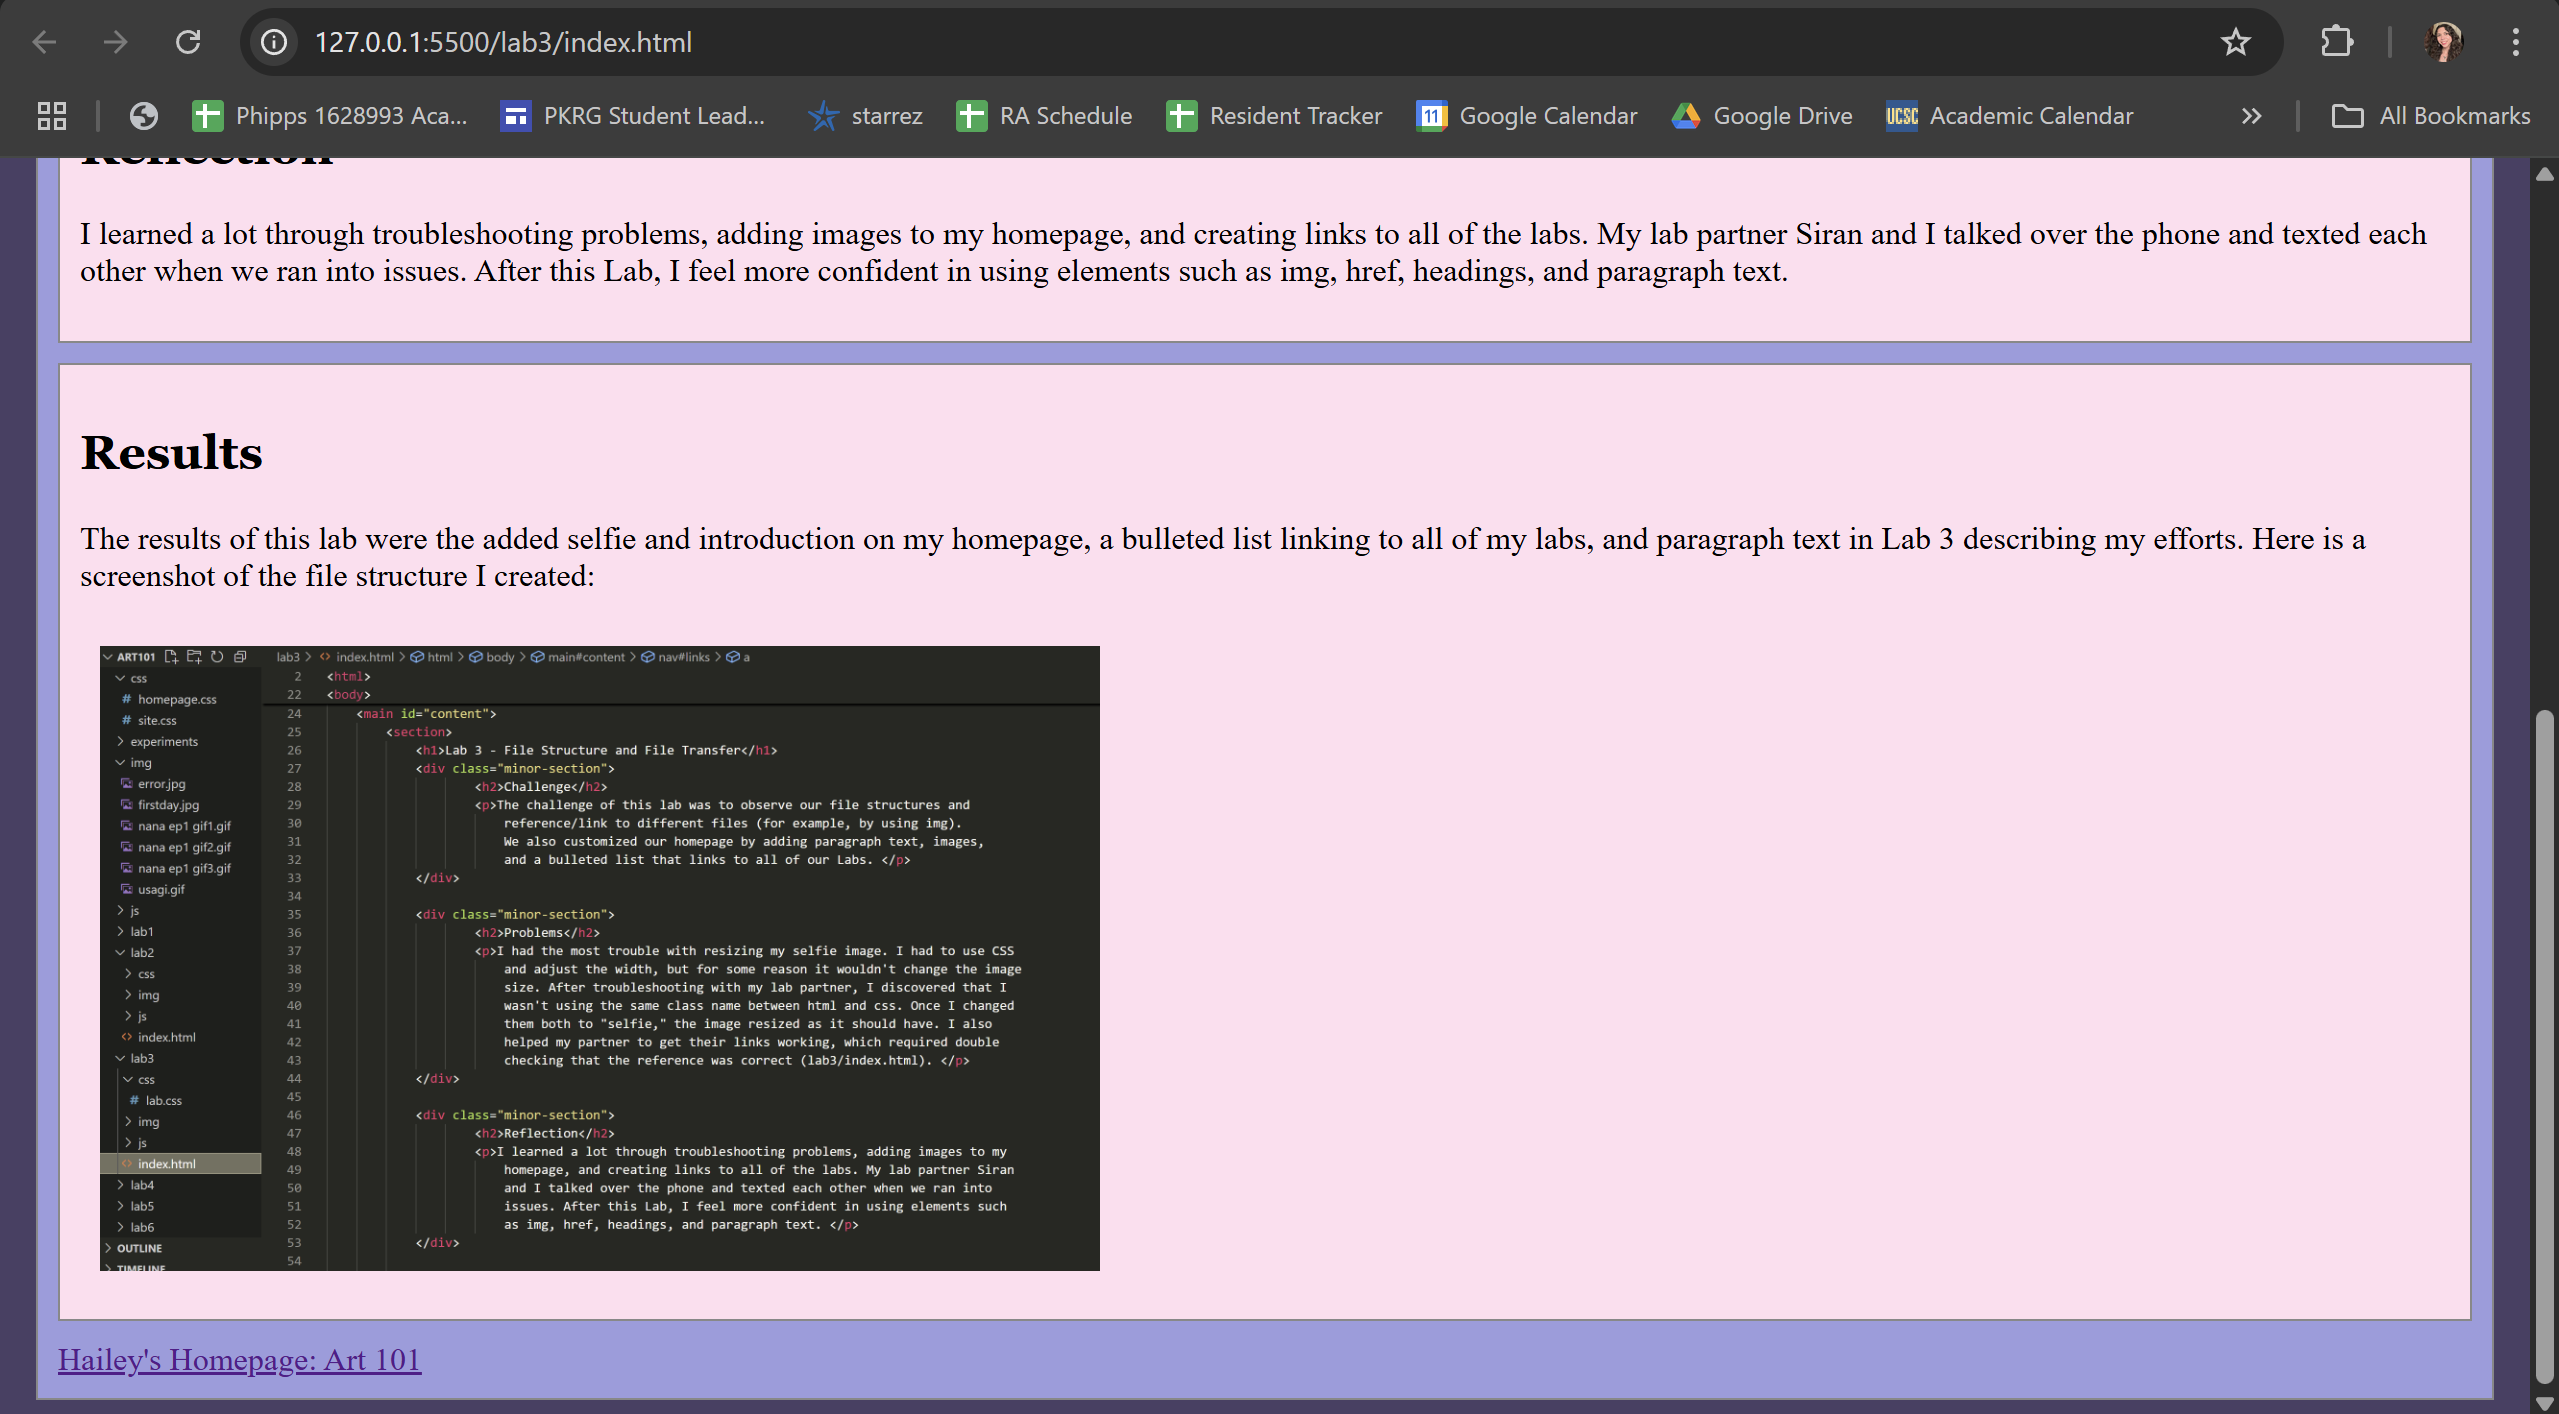 127.0.0.1:5500/lab3/index.html
Phipps 1628993 Aca...
PKRG Student Lead...
starrez
RA Schedule
Resident Tracker
11
Google Calendar
Google Drive
UCSC
Academic Calendar
All Bookmarks
Reflection
I learned a lot through troubleshooting problems, adding images to my homepage, and creating links to all of the labs. My lab partner Siran and I talked over the phone and texted each
other when we ran into issues. After this Lab, I feel more confident in using elements such as img, href, headings, and paragraph text.
Results
The results of this lab were the added selfie and introduction on my homepage, a bulleted list linking to all of my labs, and paragraph text in Lab 3 describing my efforts. Here is a
screenshot of the file structure I created:
ART101
css
# homepage.css
# site.css
experiments
img
error.jpg
firstday.jpg
nana ep1 gif1.gif
nana ep1 gif2.gif
nana ep1 gif3.gif
usagi.gif
js
lab1
lab2
css
img
js
<> index.html
lab3
css
# lab.css
img
js
<> index.html
lab4
lab5
lab6
OUTLINE
TIMELINE
lab3 > <> index.html > html > body > main#content > nav#links > a
2 <html>
22 <body>
24 <main id="content">
25 <section>
26 <h1>Lab 3 - File Structure and File Transfer</h1>
27 <div class="minor-section">
28 <h2>Challenge</h2>
29 <p>The challenge of this lab was to observe our file structures and
30 reference/link to different files (for example, by using img).
31 We also customized our homepage by adding paragraph text, images,
32 and a bulleted list that links to all of our Labs. </p>
33 </div>
34
35 <div class="minor-section">
36 <h2>Problems</h2>
37 <p>I had the most trouble with resizing my selfie image. I had to use CSS
38 and adjust the width, but for some reason it wouldn't change the image
39 size. After troubleshooting with my lab partner, I discovered that I
40 wasn't using the same class name between html and css. Once I changed
41 them both to "selfie," the image resized as it should have. I also
42 helped my partner to get their links working, which required double
43 checking that the reference was correct (lab3/index.html). </p>
44 </div>
45
46 <div class="minor-section">
47 <h2>Reflection</h2>
48 <p>I learned a lot through troubleshooting problems, adding images to my
49 homepage, and creating links to all of the labs. My lab partner Siran
50 and I talked over the phone and texted each other when we ran into
51 issues. After this Lab, I feel more confident in using elements such
52 as img, href, headings, and paragraph text. </p>
53 </div>
54
Hailey's Homepage: Art 101